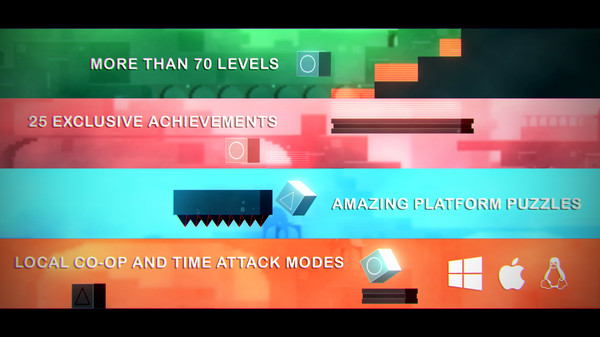 MORE THAN 70 LEVELS
25 EXCLUSIVE ACHIEVEMENTS
AMAZING PLATFORM PUZZLES
LOCAL CO-OP AND TIME ATTACK MODES